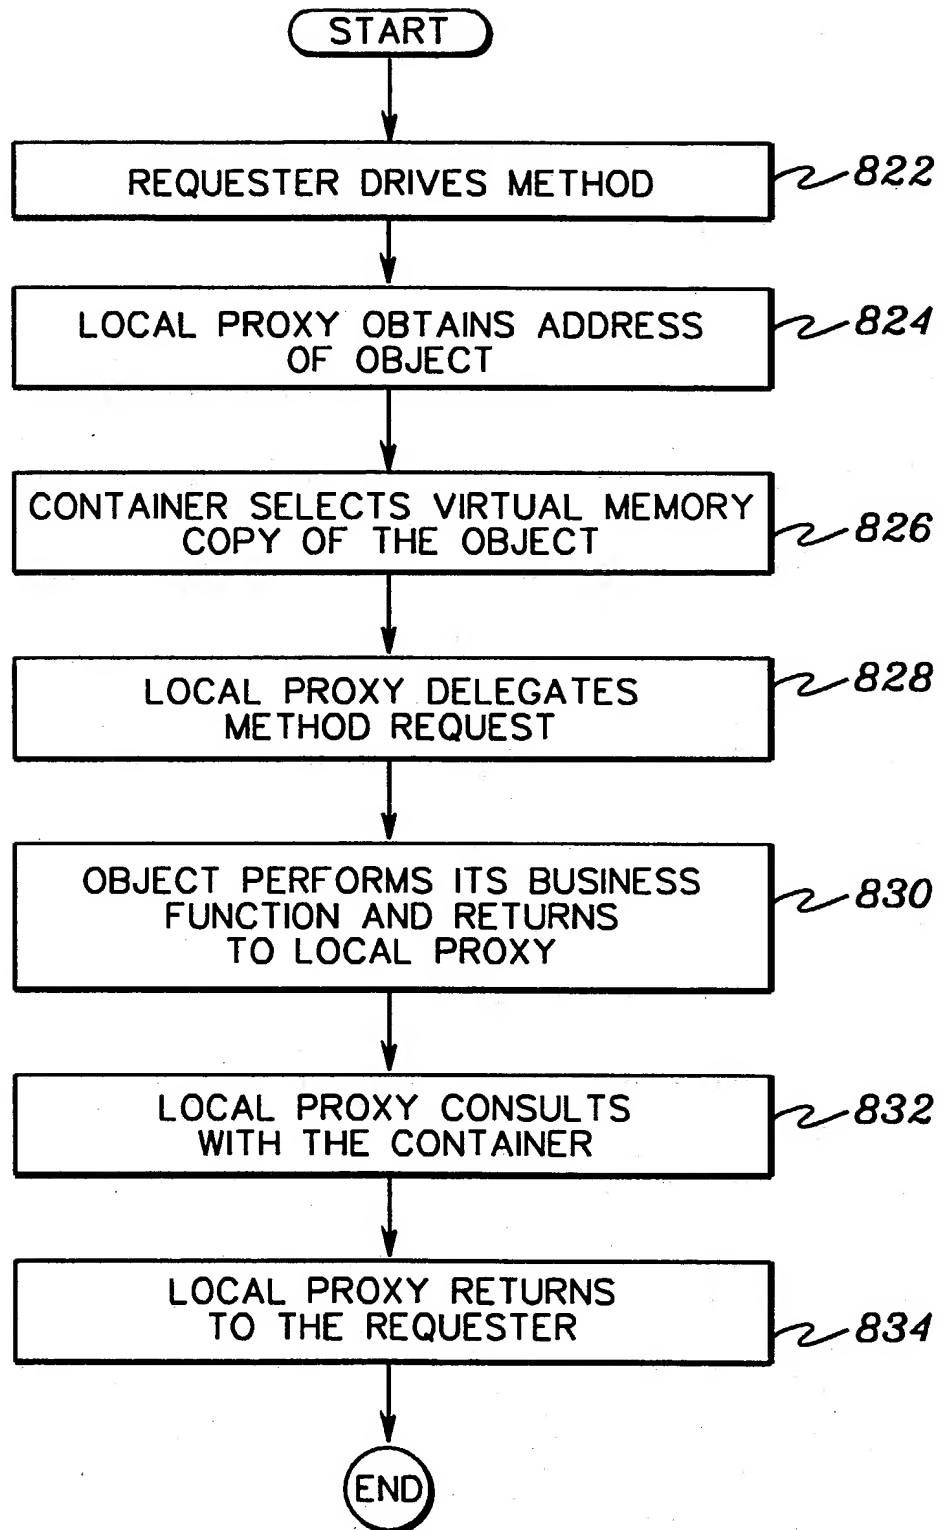 START
REQUESTER DRIVES METHOD
822
LOCAL PROXY OBTAINS ADDRESS
OF OBJECT
824
CONTAINER SELECTS VIRTUAL MEMORY
COPY OF THE OBJECT
826
LOCAL PROXY DELEGATES
METHOD REQUEST
828
OBJECT PERFORMS ITS BUSINESS
FUNCTION AND RETURNS
TO LOCAL PROXY
830
LOCAL PROXY CONSULTS
WITH THE CONTAINER
832
LOCAL PROXY RETURNS
TO THE REQUESTER
834
END